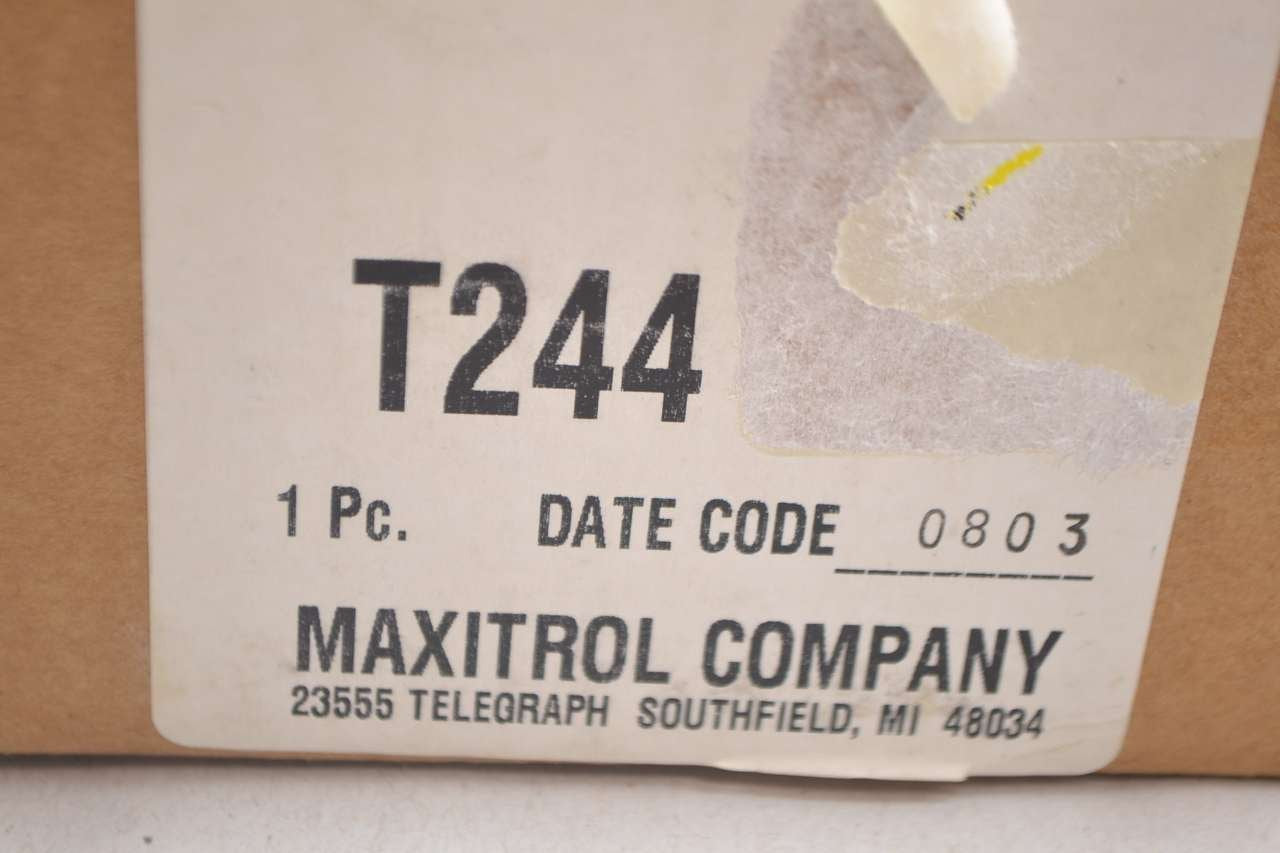 T244
1 Pc. DATE CODE 0803
MAXITROL COMPANY
23555 TELEGRAPH SOUTHFIELD, MI 48034